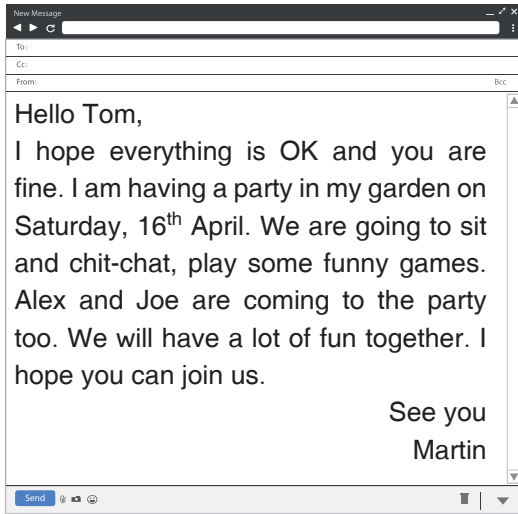 New Message
To:
Cc:
From: Bcc
Hello Tom,
I hope everything is OK and you are
fine. I am having a party in my garden on
Saturday, 16th April. We are going to sit
and chit-chat, play some funny games.
Alex and Joe are coming to the party
too. We will have a lot of fun together. I
hope you can join us.
See you
Martin
Send